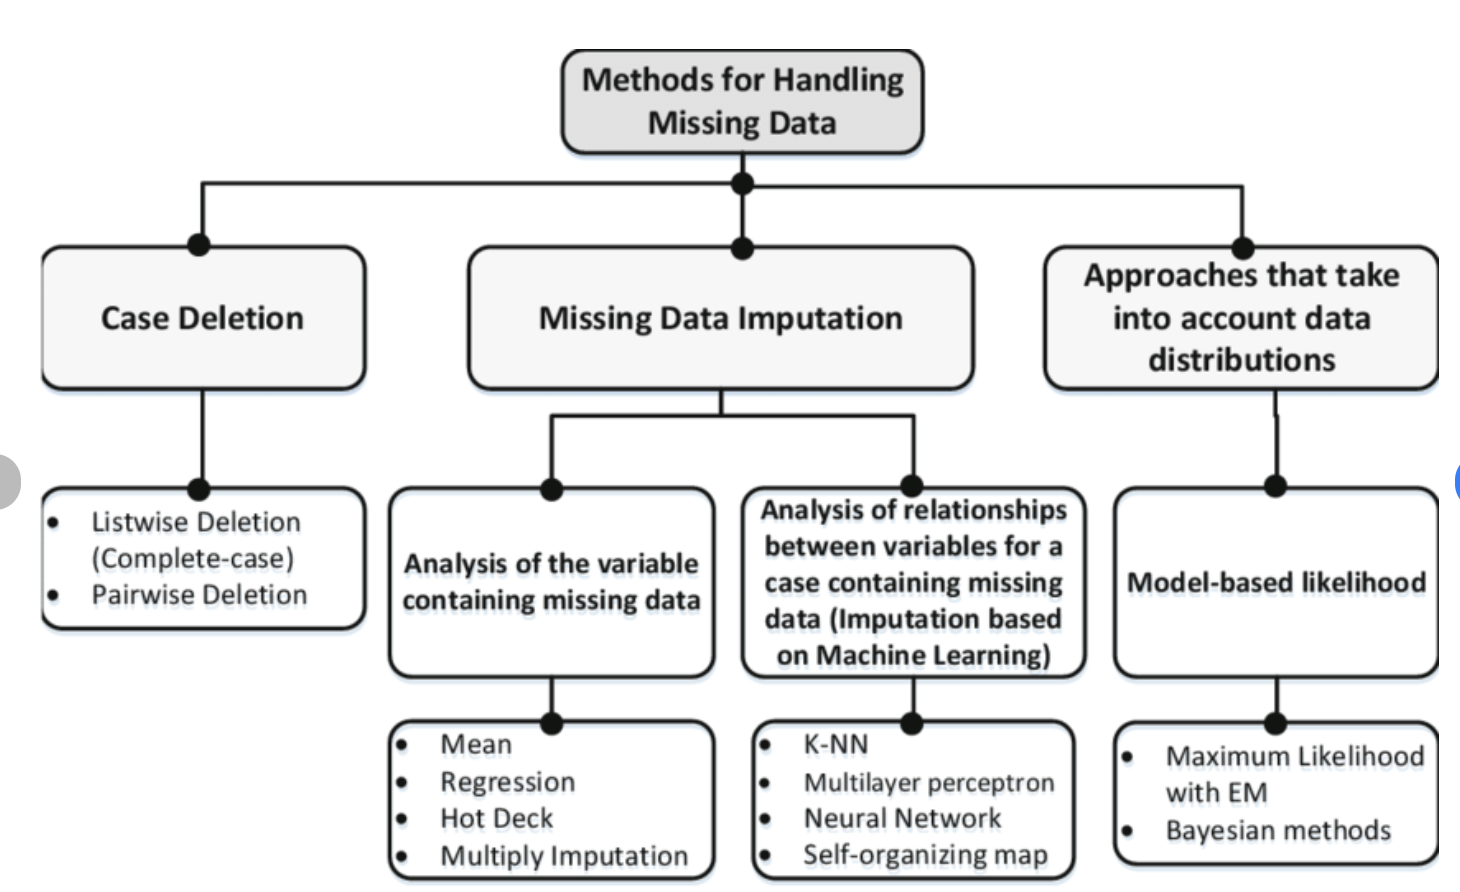 Methods for Handling
Missing Data
Case Deletion
Missing Data Imputation
Approaches that take
into account data
distributions
• Listwise Deletion
(Complete-case)
• Pairwise Deletion
Analysis of the variable
containing missing data
Analysis of relationships
between variables for a
case containing missing
data (Imputation based
on Machine Learning)
Model-based likelihood
• Mean
• Regression
• Hot Deck
• Multiply Imputation
• K-NN
• Multilayer perceptron
• Neural Network
• Self-organizing map
• Maximum Likelihood
with EM
• Bayesian methods